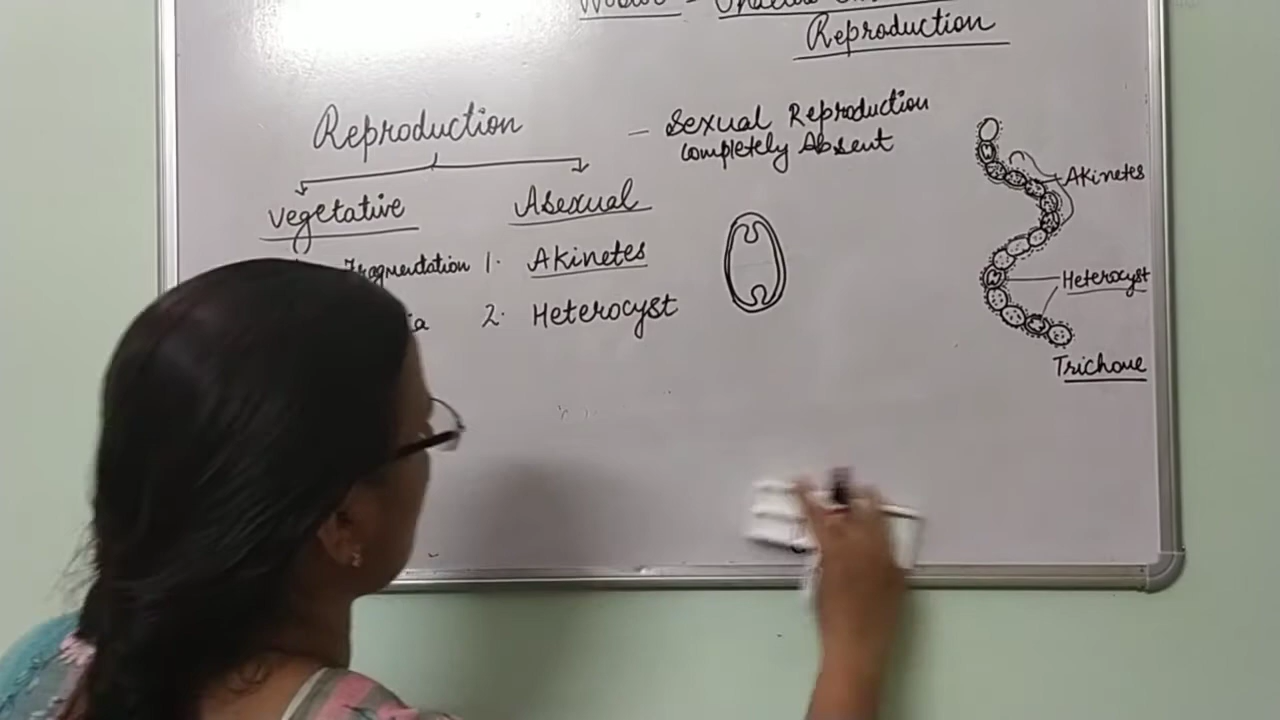 Reproduction
Reproduction
- Sexual Reproduction
completely Absent
vegetative
Asexual
Fragmentation
1. Akinetes
2. Heterocyst
Akinetes
Heterocyst
Trichome